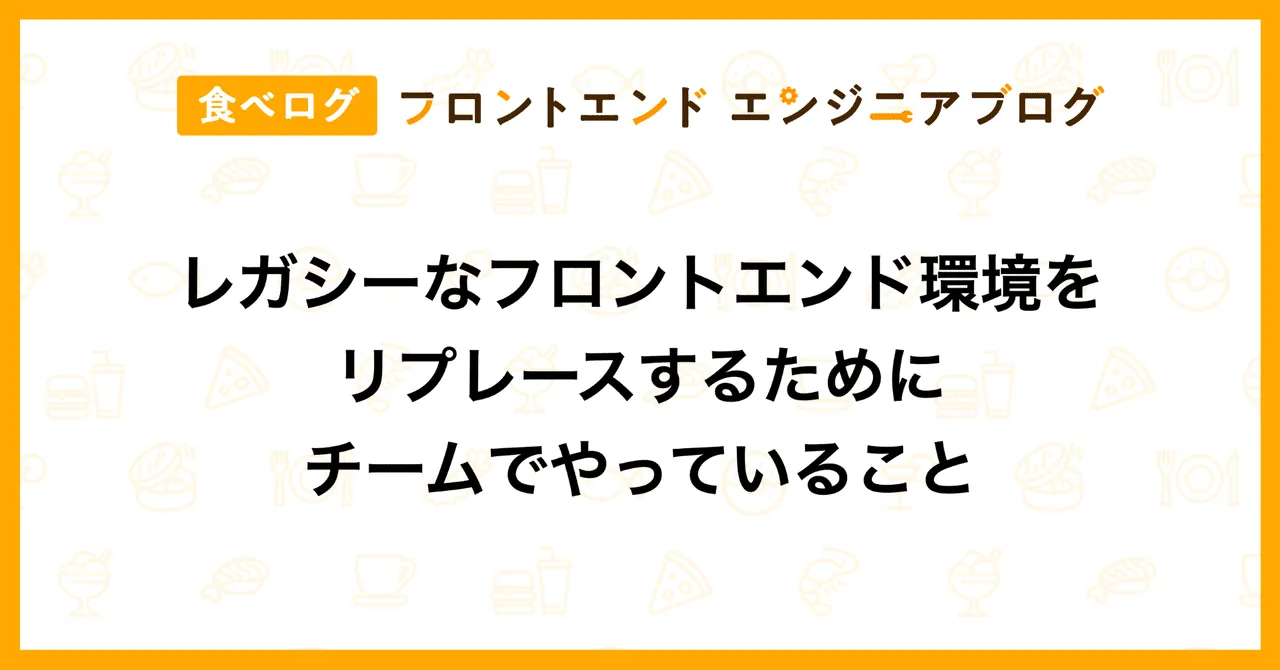 食べログ フロントエンド エンジニアブログ
レガシーなフロントエンド環境を
リプレースするために
チームでやっていること